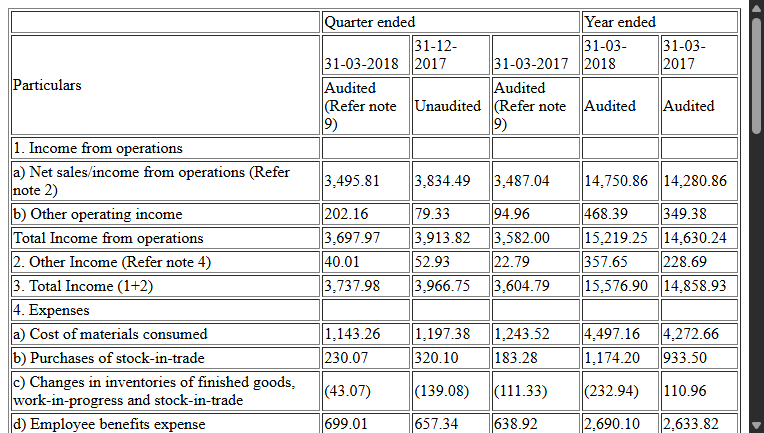 Quarter ended Year ended
Particulars 31-03-2018 31-12-2017 31-03-2017 31-03-2018 31-03-2017
Audited (Refer note 9) Unaudited Audited (Refer note 9) Audited Audited
1. Income from operations
a) Net sales/income from operations (Refer note 2) 3,495.81 3,834.49 3,487.04 14,750.86 14,280.86
b) Other operating income 202.16 79.33 94.96 468.39 349.38
Total Income from operations 3,697.97 3,913.82 3,582.00 15,219.25 14,630.24
2. Other Income (Refer note 4) 40.01 52.93 22.79 357.65 228.69
3. Total Income (1+2) 3,737.98 3,966.75 3,604.79 15,576.90 14,858.93
4. Expenses
a) Cost of materials consumed 1,143.26 1,197.38 1,243.52 4,497.16 4,272.66
b) Purchases of stock-in-trade 230.07 320.10 183.28 1,174.20 933.50
c) Changes in inventories of finished goods, work-in-progress and stock-in-trade (43.07) (139.08) (111.33) (232.94) 110.96
d) Employee benefits expense 699.01 657.34 638.92 2,690.10 2,633.82